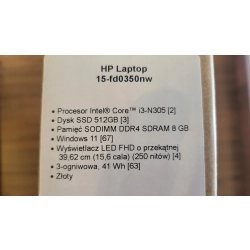 HP Laptop
15-fd0350nw
• Procesor Intel® Core™ i3-N305 [2]
• Dysk SSD 512GB [3]
• Pamięć SODIMM DDR4 SDRAM 8 GB
• Windows 11 [67]
• Wyświetlacz LED FHD o przekątnej
39,62 cm (15,6 cala) (250 nitów) [4]
• 3-ogniwowa, 41 Wh [63]
• Złoty